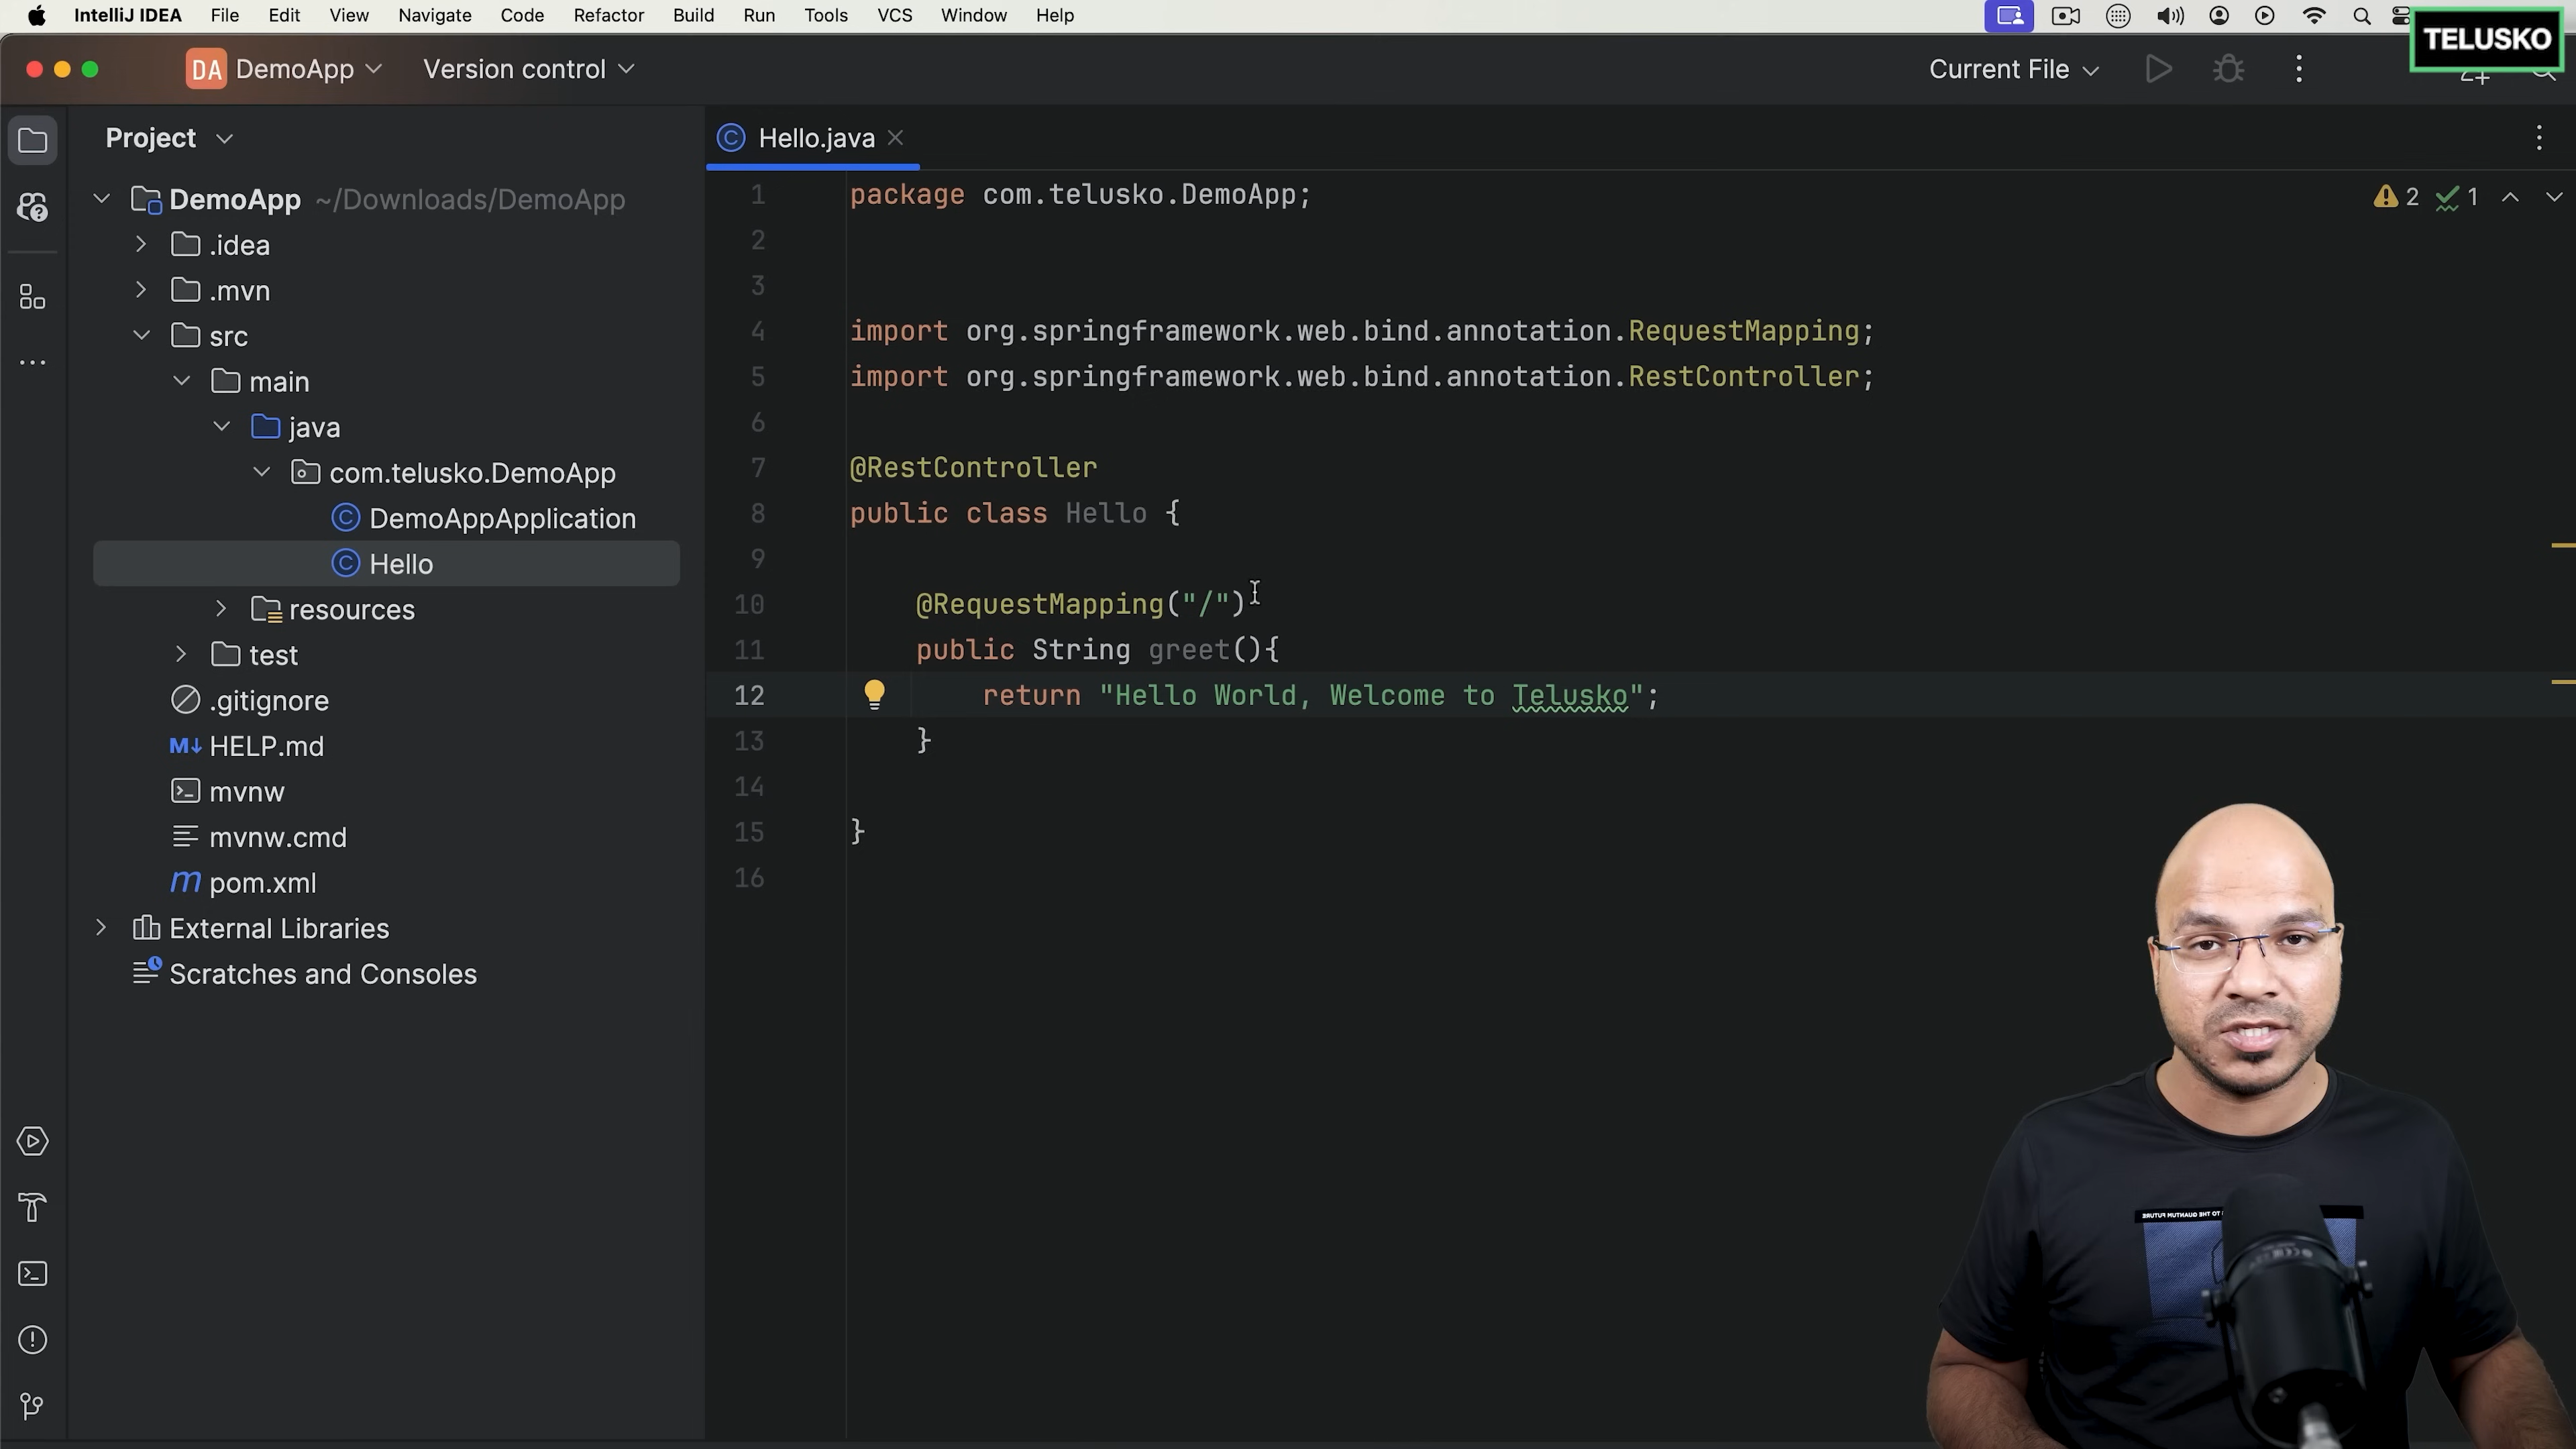 IntelliJ IDEA File Edit View Navigate Code Refactor Build Run Tools VCS Window Help
TELUSKO
DA DemoApp Version control Current File
Project
DemoApp ~/Downloads/DemoApp
.idea
.mvn
src
main
java
com.telusko.DemoApp
DemoAppApplication
Hello
resources
test
.gitignore
M↓ HELP.md
mvnw
mvnw.cmd
m pom.xml
External Libraries
Scratches and Consoles
Hello.java
2 1
1 package com.telusko.DemoApp;
2
3
4 import org.springframework.web.bind.annotation.RequestMapping;
5 import org.springframework.web.bind.annotation.RestController;
6
7 @RestController
8 public class Hello {
9
10 @RequestMapping("/")
11 public String greet(){
12 return "Hello World, Welcome to Telusko";
13 }
14
15 }
16